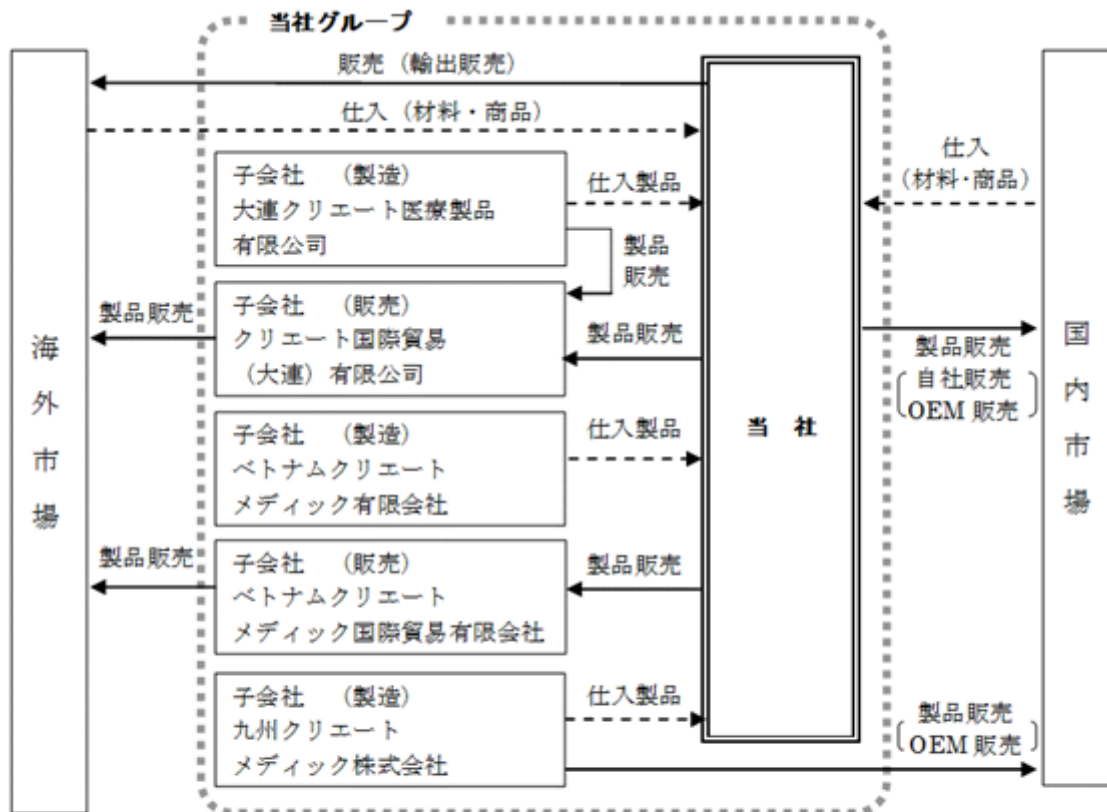 当社グループ
販売（輸出販売）
仕入（材料・商品）
仕入
（材料・商品）
子会社　（製造）
大連クリエート医療製品
有限公司
仕入製品
製品
販売
子会社　（販売）
クリエート国際貿易
（大連）有限公司
製品販売
製品販売
製品販売
自社販売
OEM 販売
海外市場
当　社
国内市場
子会社　（製造）
ベトナムクリエート
メディック有限会社
仕入製品
子会社　（販売）
ベトナムクリエート
メディック国際貿易有限会社
製品販売
製品販売
子会社　（製造）
九州クリエート
メディック株式会社
仕入製品
製品販売
OEM 販売